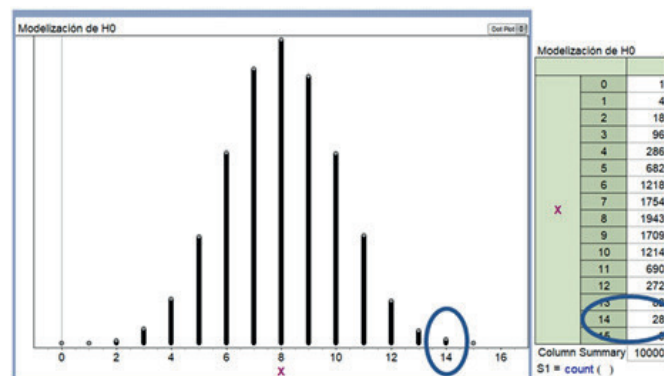 Modelización de H0
Dot Plot
0 2 4 6 8 10 12 14 16
X
Modelización de H0
X
0 1
1 4
2 18
3 96
4 286
5 682
6 1218
7 1754
8 1943
9 1709
10 1214
11 690
12 272
13
14 28
15
Column Summary 10000
S1 = count ( )